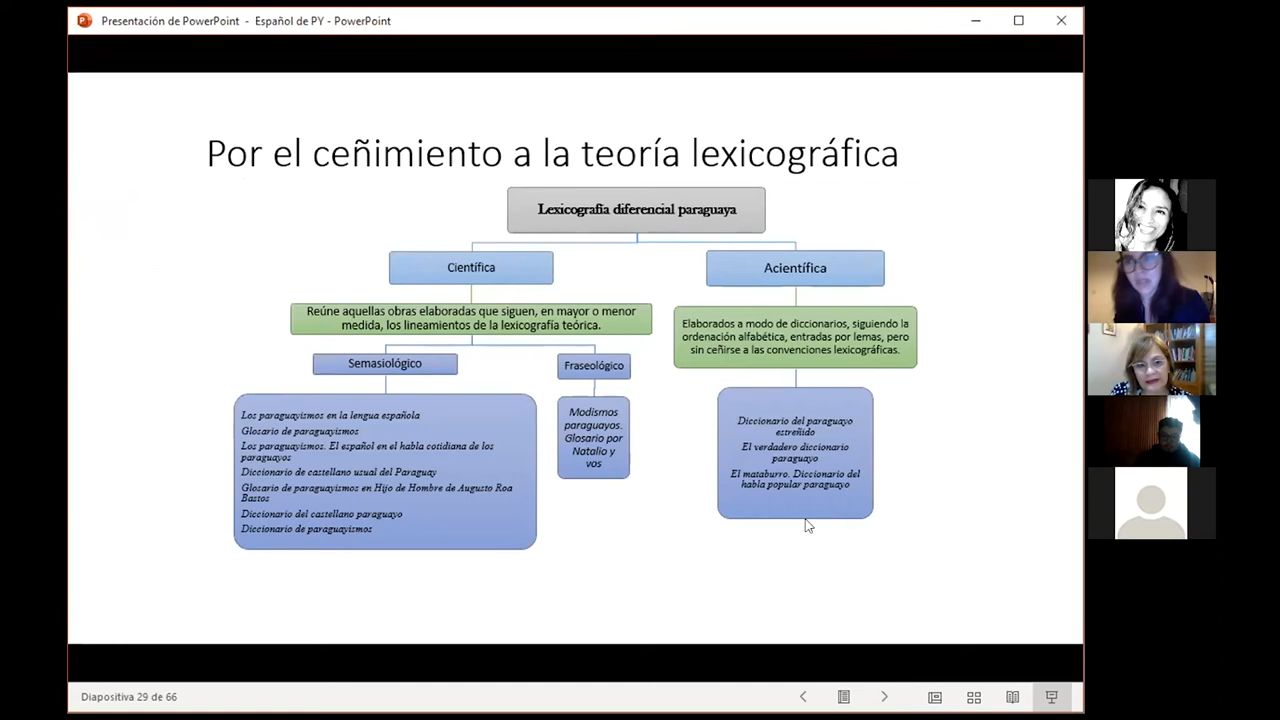 Presentación de PowerPoint - Español de PY - PowerPoint
Por el ceñimiento a la teoría lexicográfica
Lexicografía diferencial paraguaya
Científica
Acientífica
Reúne aquellas obras elaboradas que siguen, en mayor o menor
medida, los lineamientos de la lexicografía teórica.
Elaborados a modo de diccionarios, siguiendo la
ordenación alfabética, entradas por lemas, pero
sin ceñirse a las convenciones lexicográficas.
Semasiológico
Fraseológico
Los paraguayismos en la lengua española
Glosario de paraguayismos
Los paraguayismos. El español en el habla cotidiana de los
paraguayos
Diccionario de castellano usual del Paraguay
Glosario de paraguayismos en Hijo de Hombre de Augusto Roa
Bastos
Diccionario del castellano paraguayo
Diccionario de paraguayismos
Modismos
paraguayos.
Glosario por
Natalio y
vos
Diccionario del paraguayo
estreñido
El verdadero diccionario
paraguayo
El mataburro. Diccionario del
habla popular paraguayo
Diapositiva 29 de 66